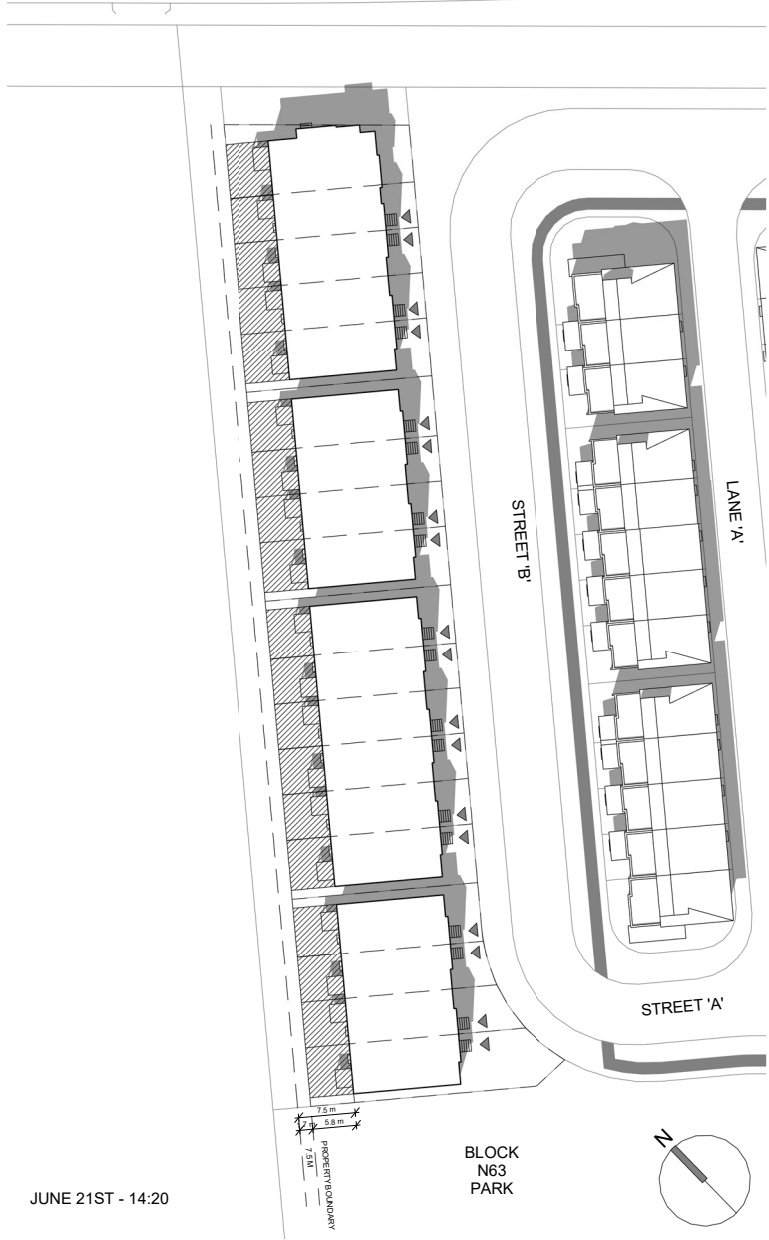 STREET 'B'
LANE 'A'
STREET 'A'
7.5 m
5.8 m
7.5 M
PROPERTY BOUNDARY
BLOCK
N63
PARK
N
JUNE 21ST - 14:20